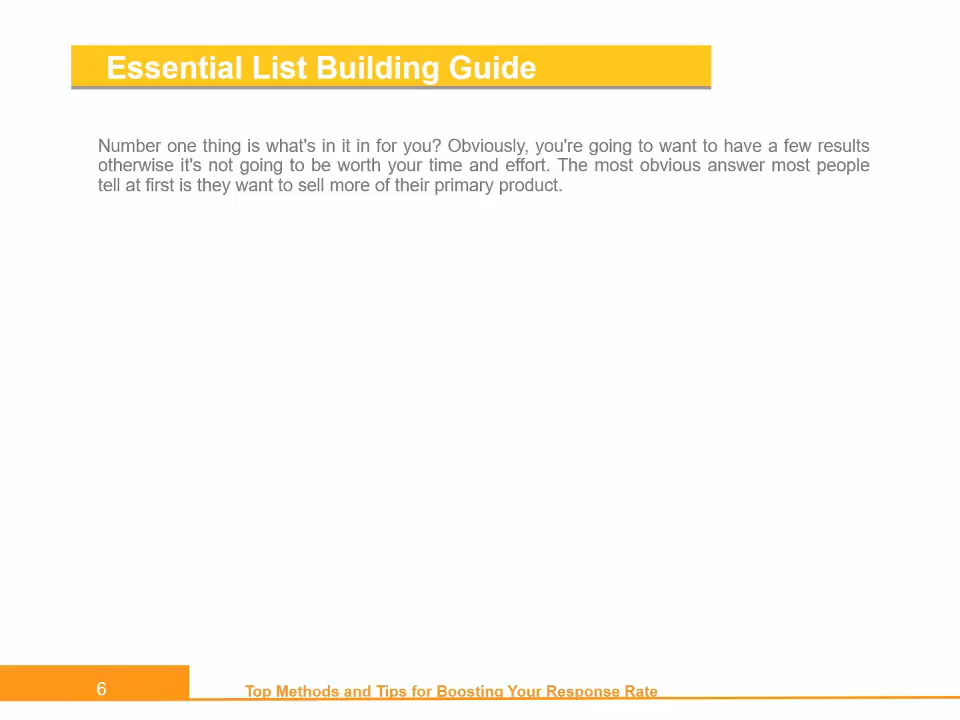 Essential List Building Guide
Number one thing is what's in it in for you? Obviously, you're going to want to have a few results
otherwise it's not going to be worth your time and effort. The most obvious answer most people
tell at first is they want to sell more of their primary product.
6
Top Methods and Tips for Boosting Your Response Rate